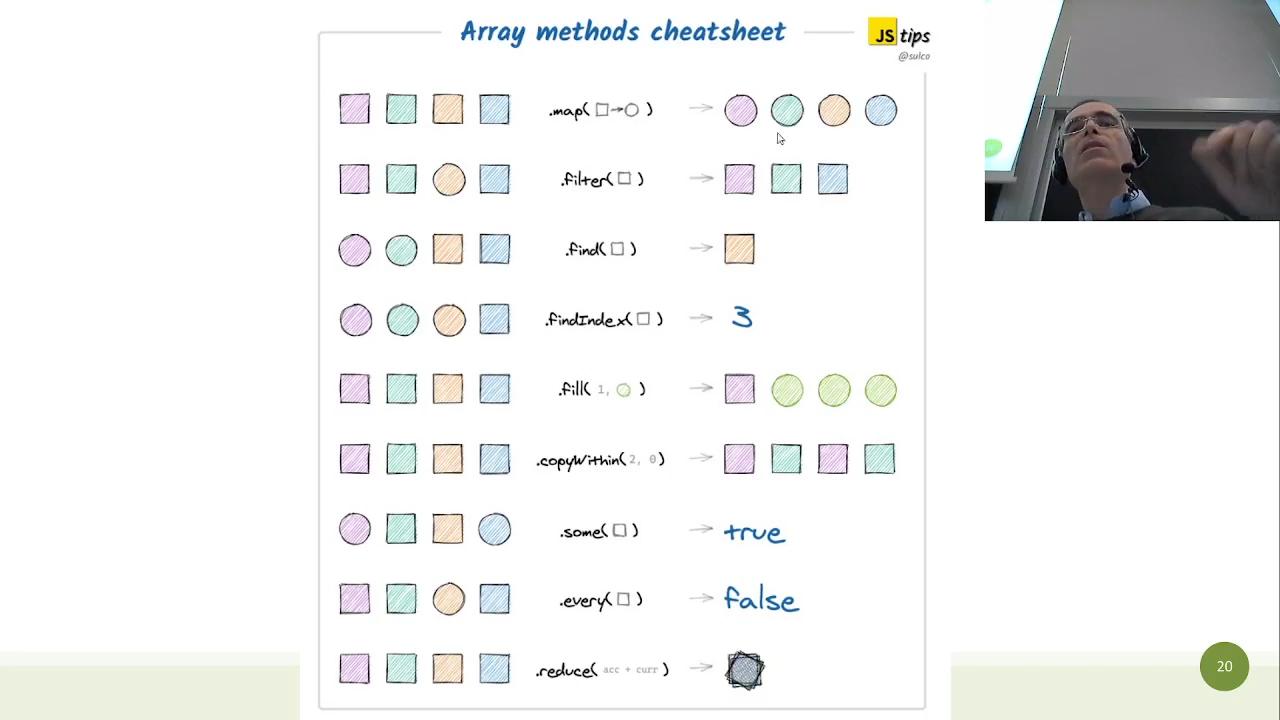 Array methods cheatsheet
JS tips
@sulco
.map( → )
.filter( )
.find( )
.findIndex( )
3
.fill( 1, )
.copyWithin( 2, 0 )
.some( )
true
.every( )
false
.reduce( acc + curr )
20